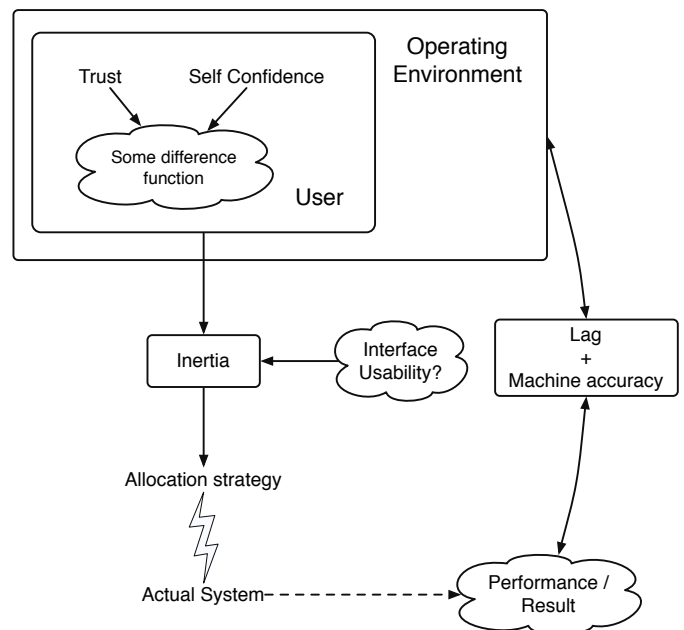 Operating
Environment
Trust
Self Confidence
Some difference
function
User
Inertia
Interface
Usability?
Lag
+
Machine accuracy
Allocation strategy
Actual System
Performance /
Result